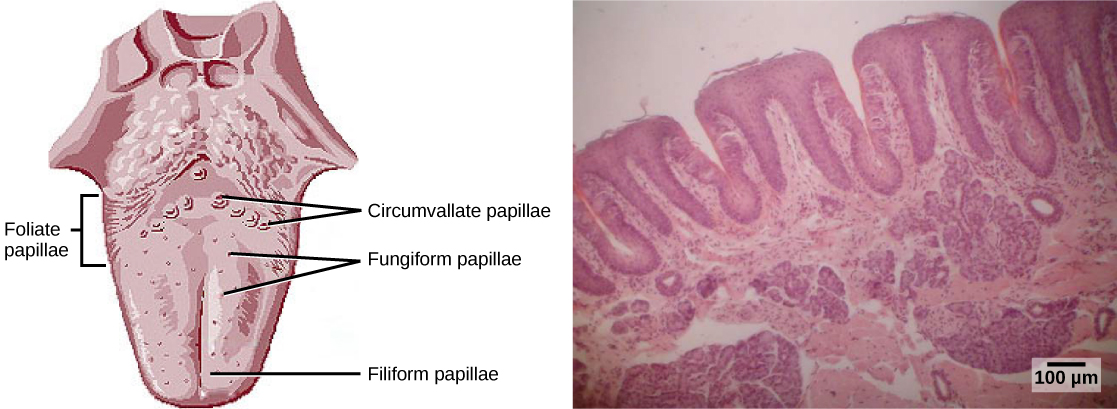 Foliate
papillae
Circumvallate papillae
Fungiform papillae
Filiform papillae
100 µm